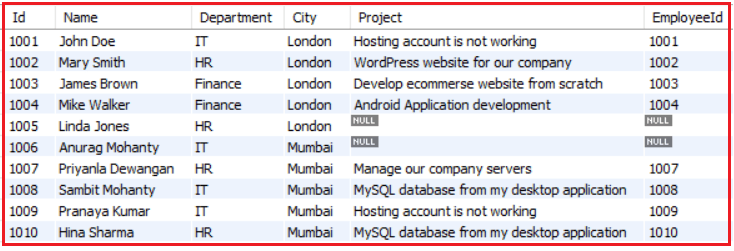 Id Name Department City Project EmployeeId
1001 John Doe IT London Hosting account is not working 1001
1002 Mary Smith HR London WordPress website for our company 1002
1003 James Brown Finance London Develop ecommerse website from scratch 1003
1004 Mike Walker Finance London Android Application development 1004
1005 Linda Jones HR London NULL NULL
1006 Anurag Mohanty IT Mumbai NULL NULL
1007 Priyanla Dewangan HR Mumbai Manage our company servers 1007
1008 Sambit Mohanty IT Mumbai MySQL database from my desktop application 1008
1009 Pranaya Kumar IT Mumbai Hosting account is not working 1009
1010 Hina Sharma HR Mumbai MySQL database from my desktop application 1010